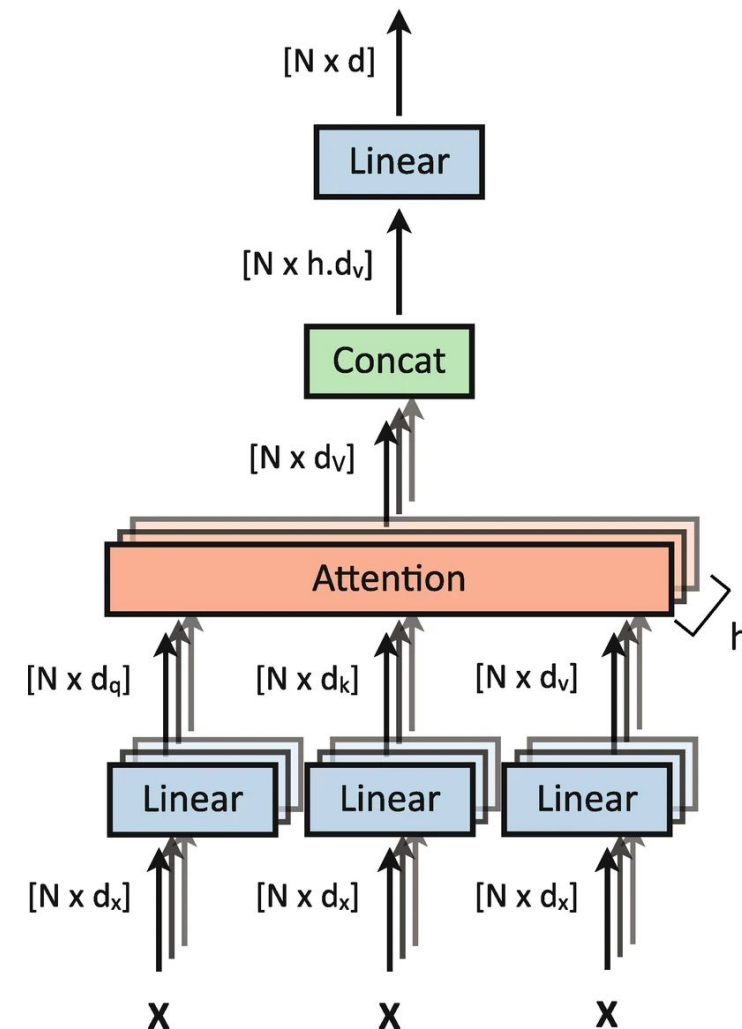 [N x d]
Linear
[N x h.dᵥ]
Concat
[N x dV]
Attention
h
[N x dq]
[N x dₖ]
[N x dᵥ]
Linear
Linear
Linear
[N x dₓ]
[N x dₓ]
[N x dₓ]
X
X
X